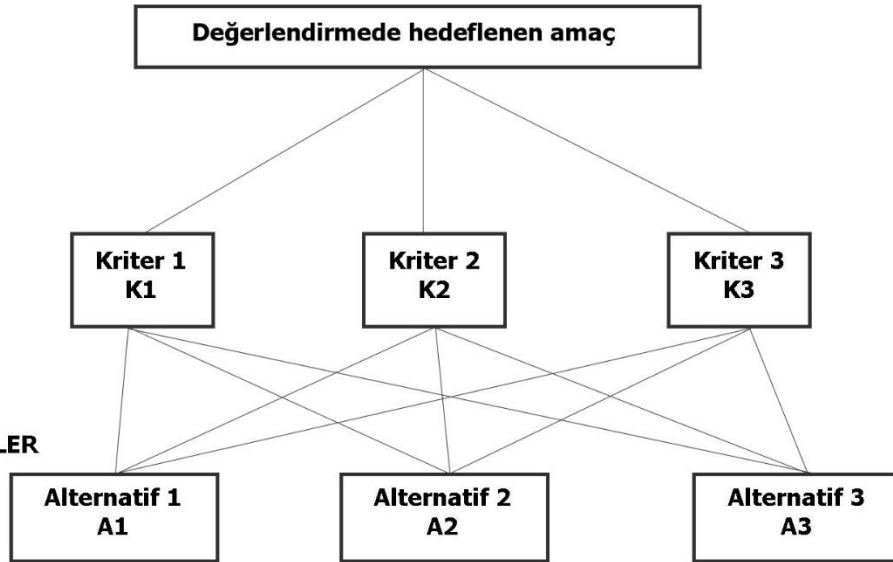 Değerlendirmede hedeflenen amaç
Kriter 1
K1
Kriter 2
K2
Kriter 3
K3
LER
Alternatif 1
A1
Alternatif 2
A2
Alternatif 3
A3